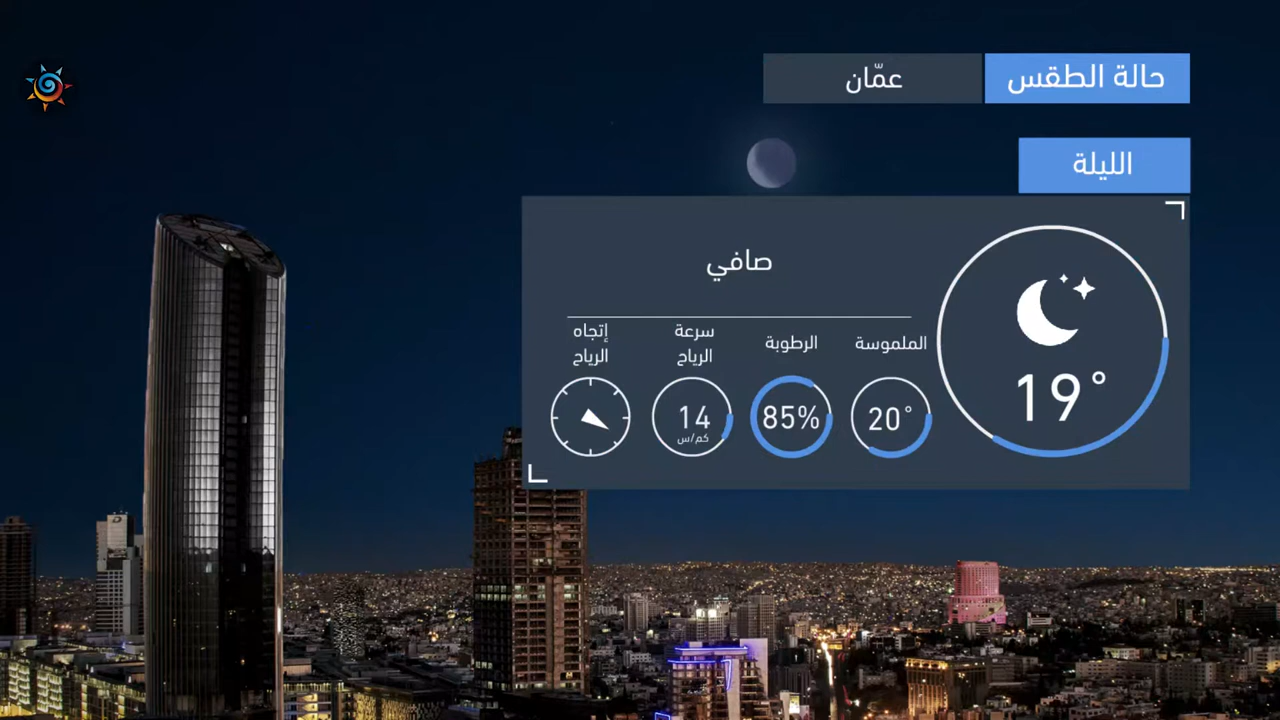 حالة الطقس
عمّان
الليلة
صافي
19°
الملموسة
20°
الرطوبة
85%
سرعة
الرياح
14
كم/س
إتجاه
الرياح